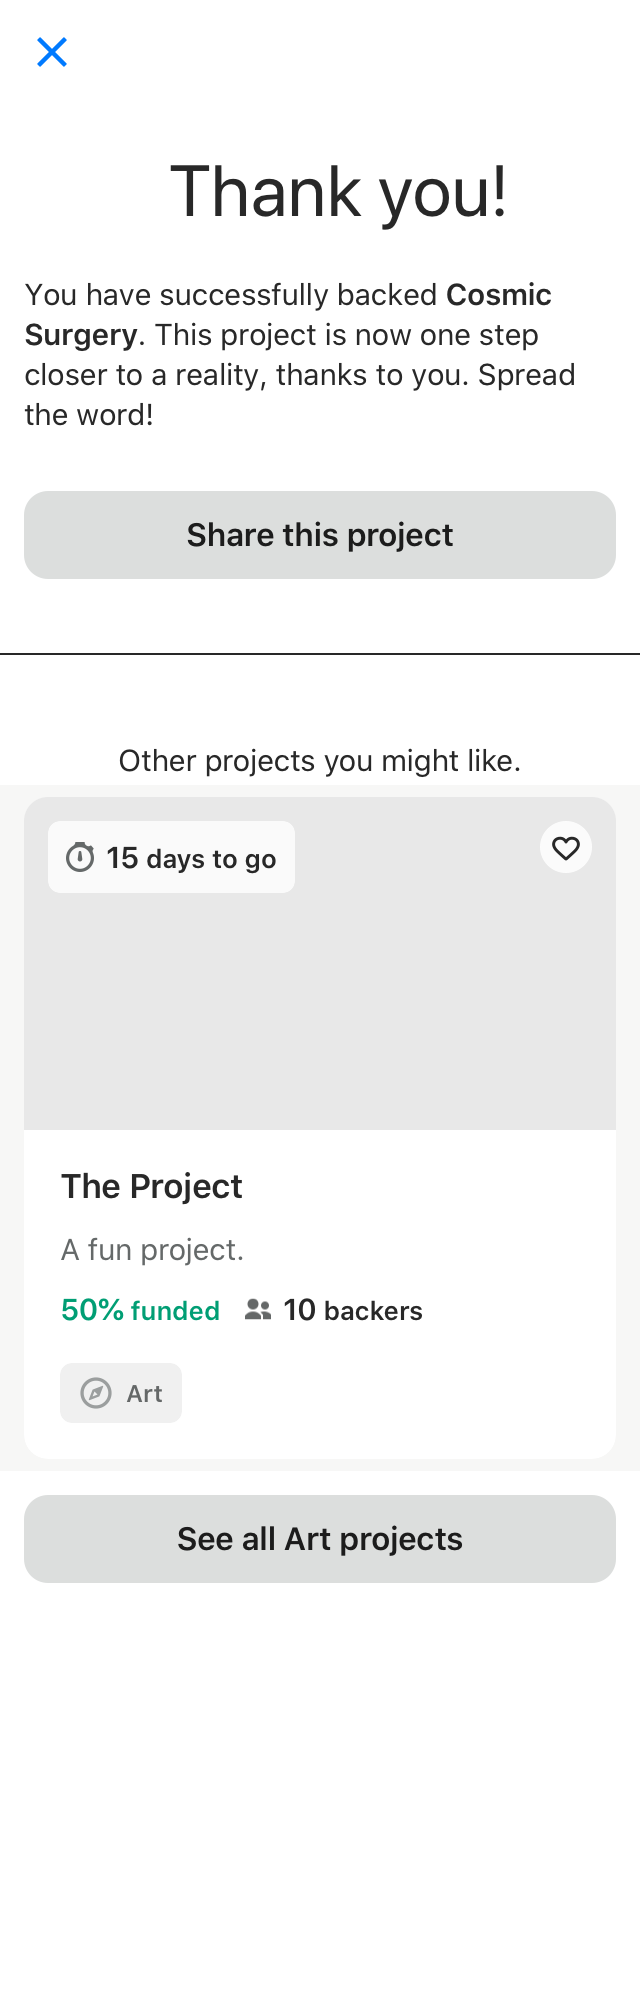 Thank you!
You have successfully backed Cosmic
Surgery. This project is now one step
closer to a reality, thanks to you. Spread
the word!
Share this project
Other projects you might like.
15 days to go
The Project
A fun project.
50% funded 10 backers
Art
See all Art projects